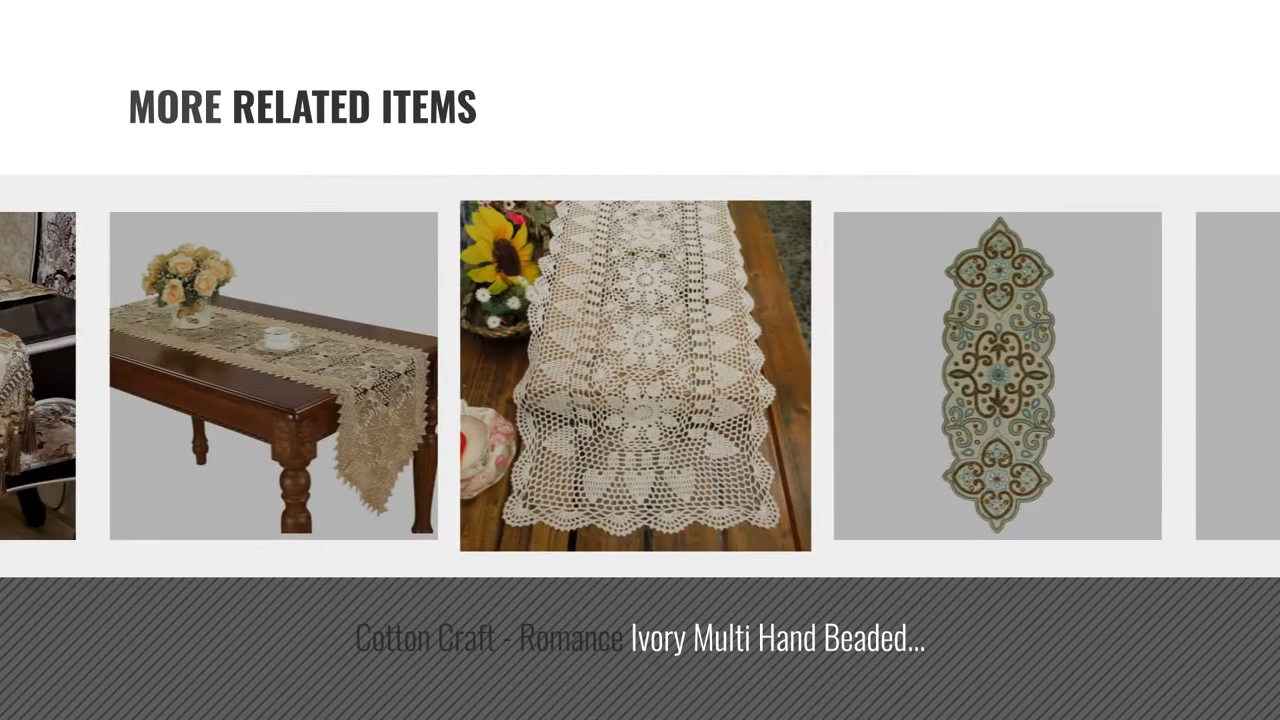 MORE RELATED ITEMS
Cotton Craft - Romance Ivory Multi Hand Beaded...